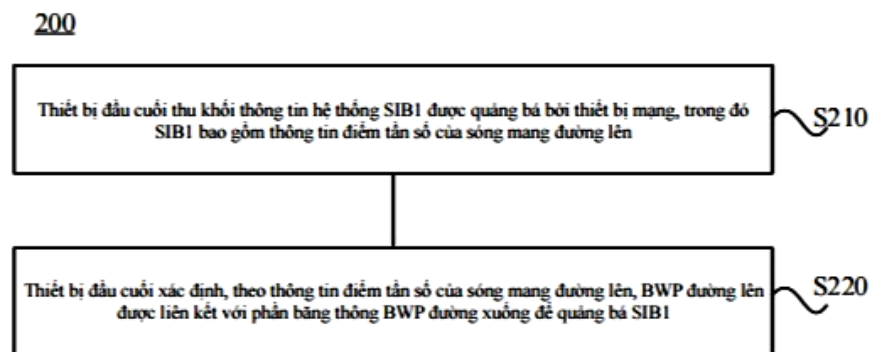 200
Thiết bị đầu cuối thu khối thông tin hệ thống SIB1 được quảng bá bởi thiết bị mạng, trong đó
SIB1 bao gồm thông tin điểm tần số của sóng mang đường lên
S210
Thiết bị đầu cuối xác định, theo thông tin điểm tần số của sóng mang đường lên, BWP đường lên
được liên kết với phần băng thông BWP đường xuống để quảng bá SIB1
S220